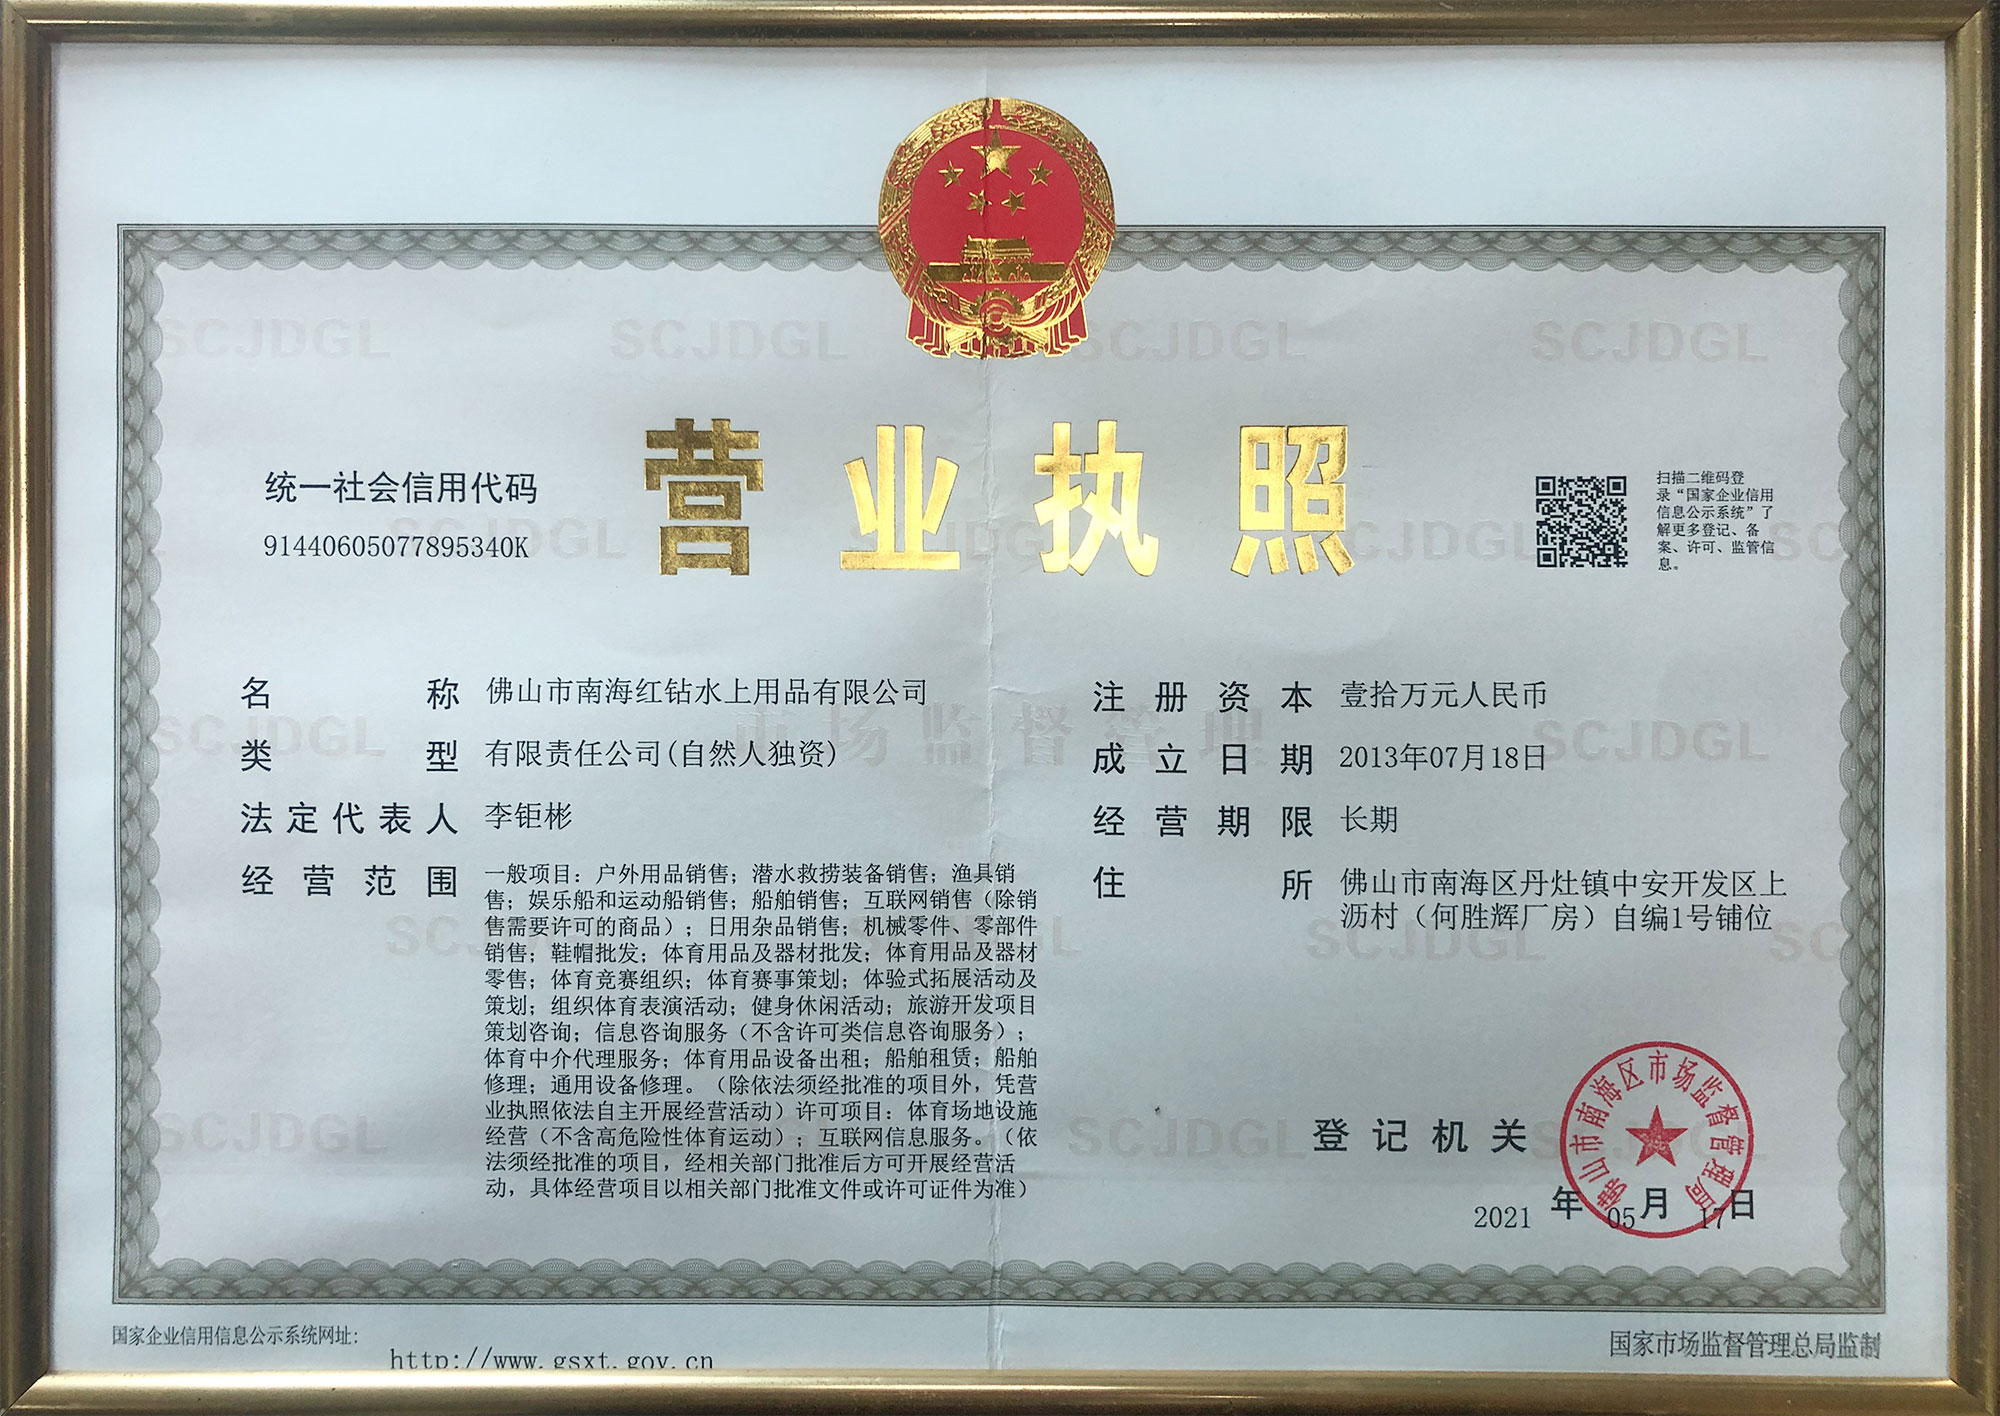 营业执照
统一社会信用代码
91440605077895340K
扫描二维码登
录“国家企业信用
信息公示系统”了
解更多登记、备
案、许可、监管信
息。
名称 佛山市南海红钻水上用品有限公司
类型 有限责任公司(自然人独资)
法定代表人 李钜彬
经营范围 一般项目：户外用品销售；潜水救捞装备销售；渔具销
售；娱乐船和运动船销售；船舶销售；互联网销售（除销
售需要许可的商品）；日用杂品销售；机械零件、零部件
销售；鞋帽批发；体育用品及器材批发；体育用品及器材
零售；体育竞赛组织；体育赛事策划；体验式拓展活动及
策划；组织体育表演活动；健身休闲活动；旅游开发项目
策划咨询；信息咨询服务（不含许可类信息咨询服务）；
体育中介代理服务；体育用品设备出租；船舶租赁；船舶
修理；通用设备修理。（除依法须经批准的项目外，凭营
业执照依法自主开展经营活动）许可项目：体育场地设施
经营（不含高危险性体育运动）；互联网信息服务。（依
法须经批准的项目，经相关部门批准后方可开展经营活
动，具体经营项目以相关部门批准文件或许可证件为准）
注册资本 壹拾万元人民币
成立日期 2013年07月18日
经营期限 长期
住所 佛山市南海区丹灶镇中安开发区上
沥村（何胜辉厂房）自编1号铺位
登记机关
佛山市南海区市场监督管理局
2021年05月17日
国家企业信用信息公示系统网址：
http://www.gsxt.gov.cn
国家市场监督管理总局监制
市场监督管理
SCJDGL